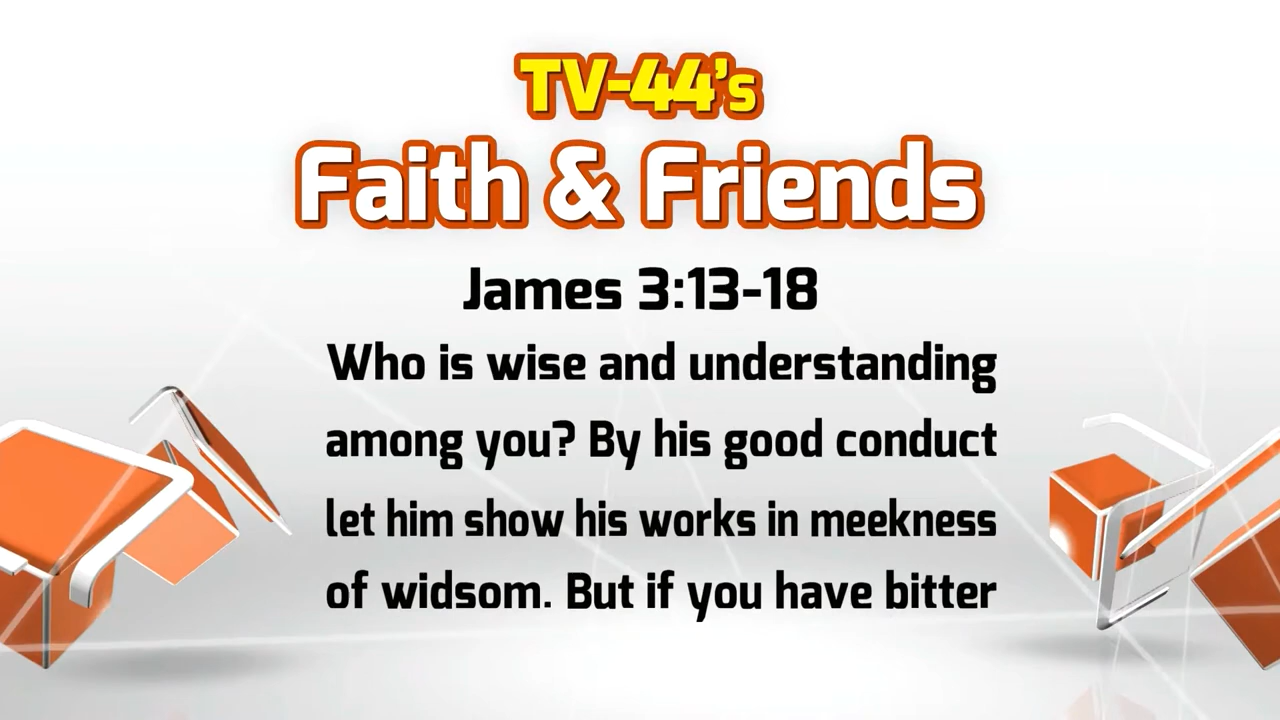 TV-44's
Faith & Friends
James 3:13-18
Who is wise and understanding
among you? By his good conduct
let him show his works in meekness
of widsom. But if you have bitter